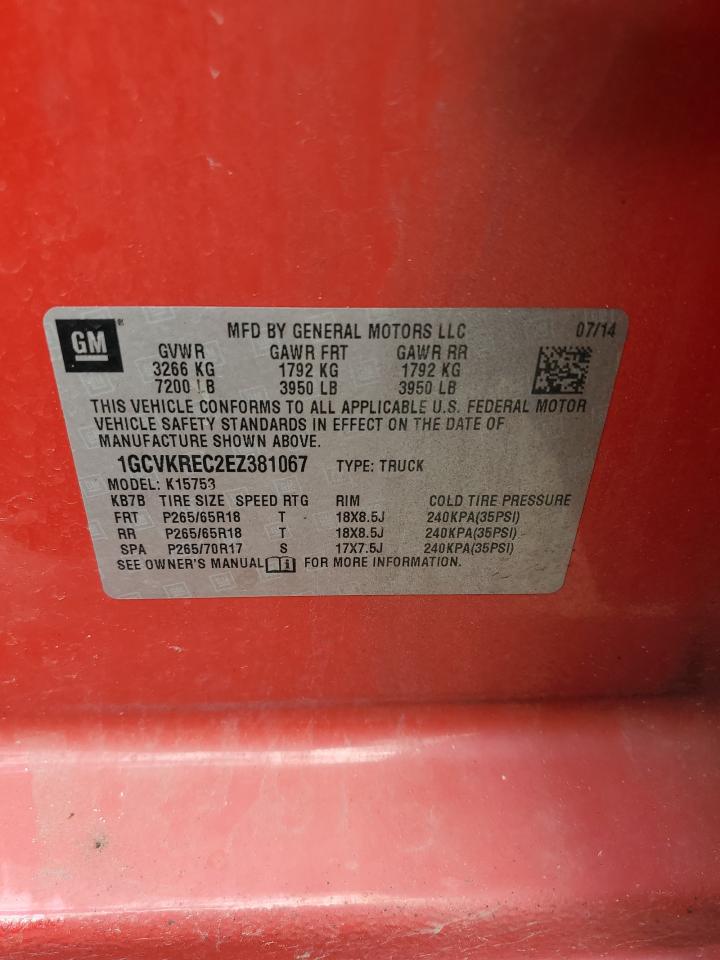 GM
MFD BY GENERAL MOTORS LLC 07/14
GVWR GAWR FRT GAWR RR
3266 KG 1792 KG 1792 KG
7200 LB 3950 LB 3950 LB
THIS VEHICLE CONFORMS TO ALL APPLICABLE U.S. FEDERAL MOTOR
VEHICLE SAFETY STANDARDS IN EFFECT ON THE DATE OF
MANUFACTURE SHOWN ABOVE.
1GCVKREC2EZ381067 TYPE: TRUCK
MODEL: K15753
KB7B TIRE SIZE SPEED RTG RIM COLD TIRE PRESSURE
FRT P265/65R18 T 18X8.5J 240KPA(35PSI)
RR P265/65R18 T 18X8.5J 240KPA(35PSI)
SPA P265/70R17 S 17X7.5J 240KPA(35PSI)
SEE OWNER'S MANUAL FOR MORE INFORMATION.